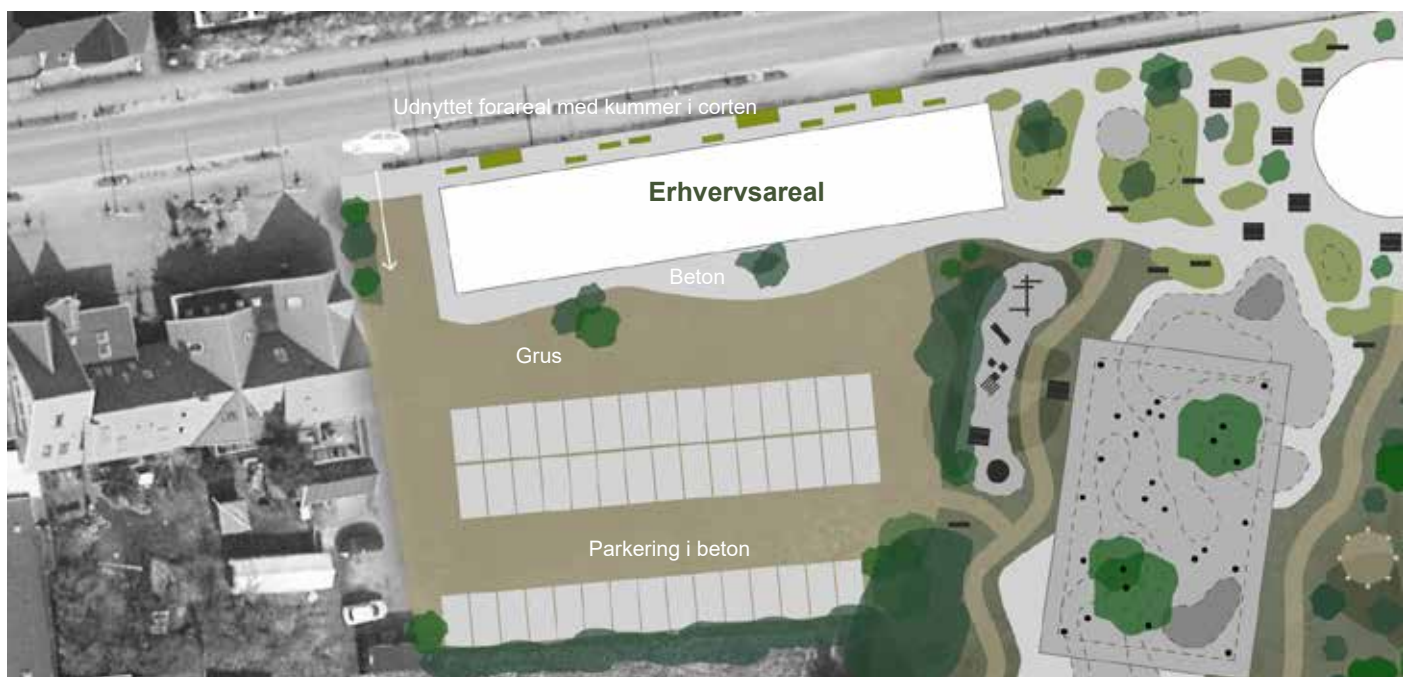 Udnyttet forareal med kummer i corten
Erhvervsareal
Beton
Grus
Parkering i beton